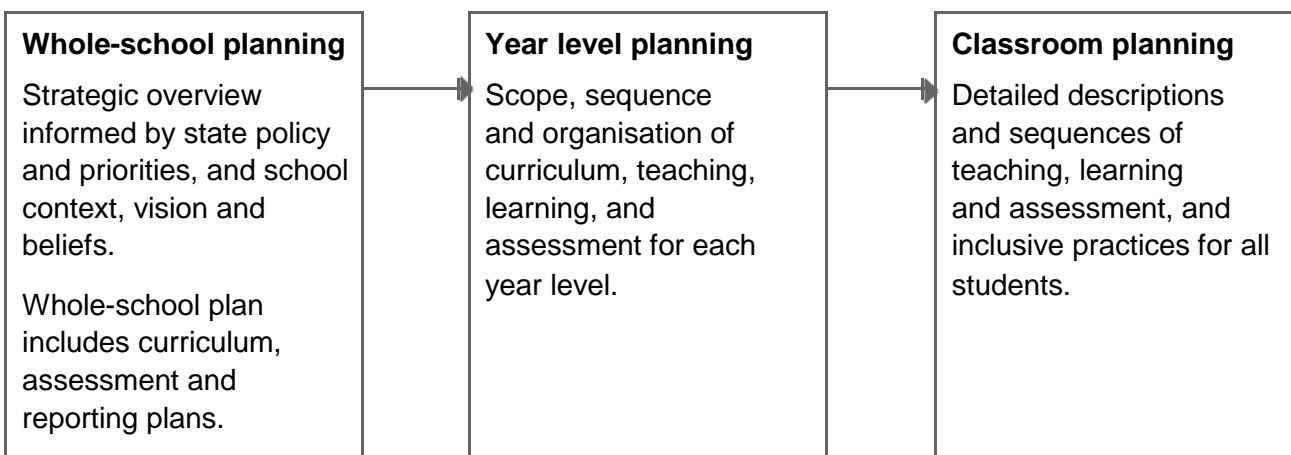 Whole-school planning
Strategic overview
informed by state policy
and priorities, and school
context, vision and
beliefs.
Whole-school plan
includes curriculum,
assessment and
reporting plans.
Year level planning
Scope, sequence
and organisation of
curriculum, teaching,
learning, and
assessment for each
year level.
Classroom planning
Detailed descriptions
and sequences of
teaching, learning
and assessment, and
inclusive practices for all
students.